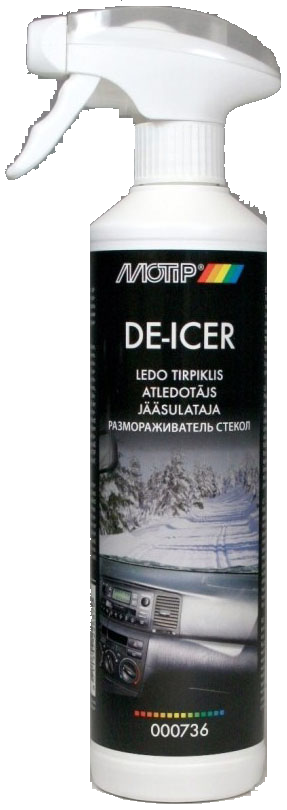 MOTIP
DE-ICER
LEDO TIRPIKLIS
ATLEDOTĀJS
JÄÄSULATAJA
РАЗМОРАЖИВАТЕЛЬ СТЕКОЛ
000736